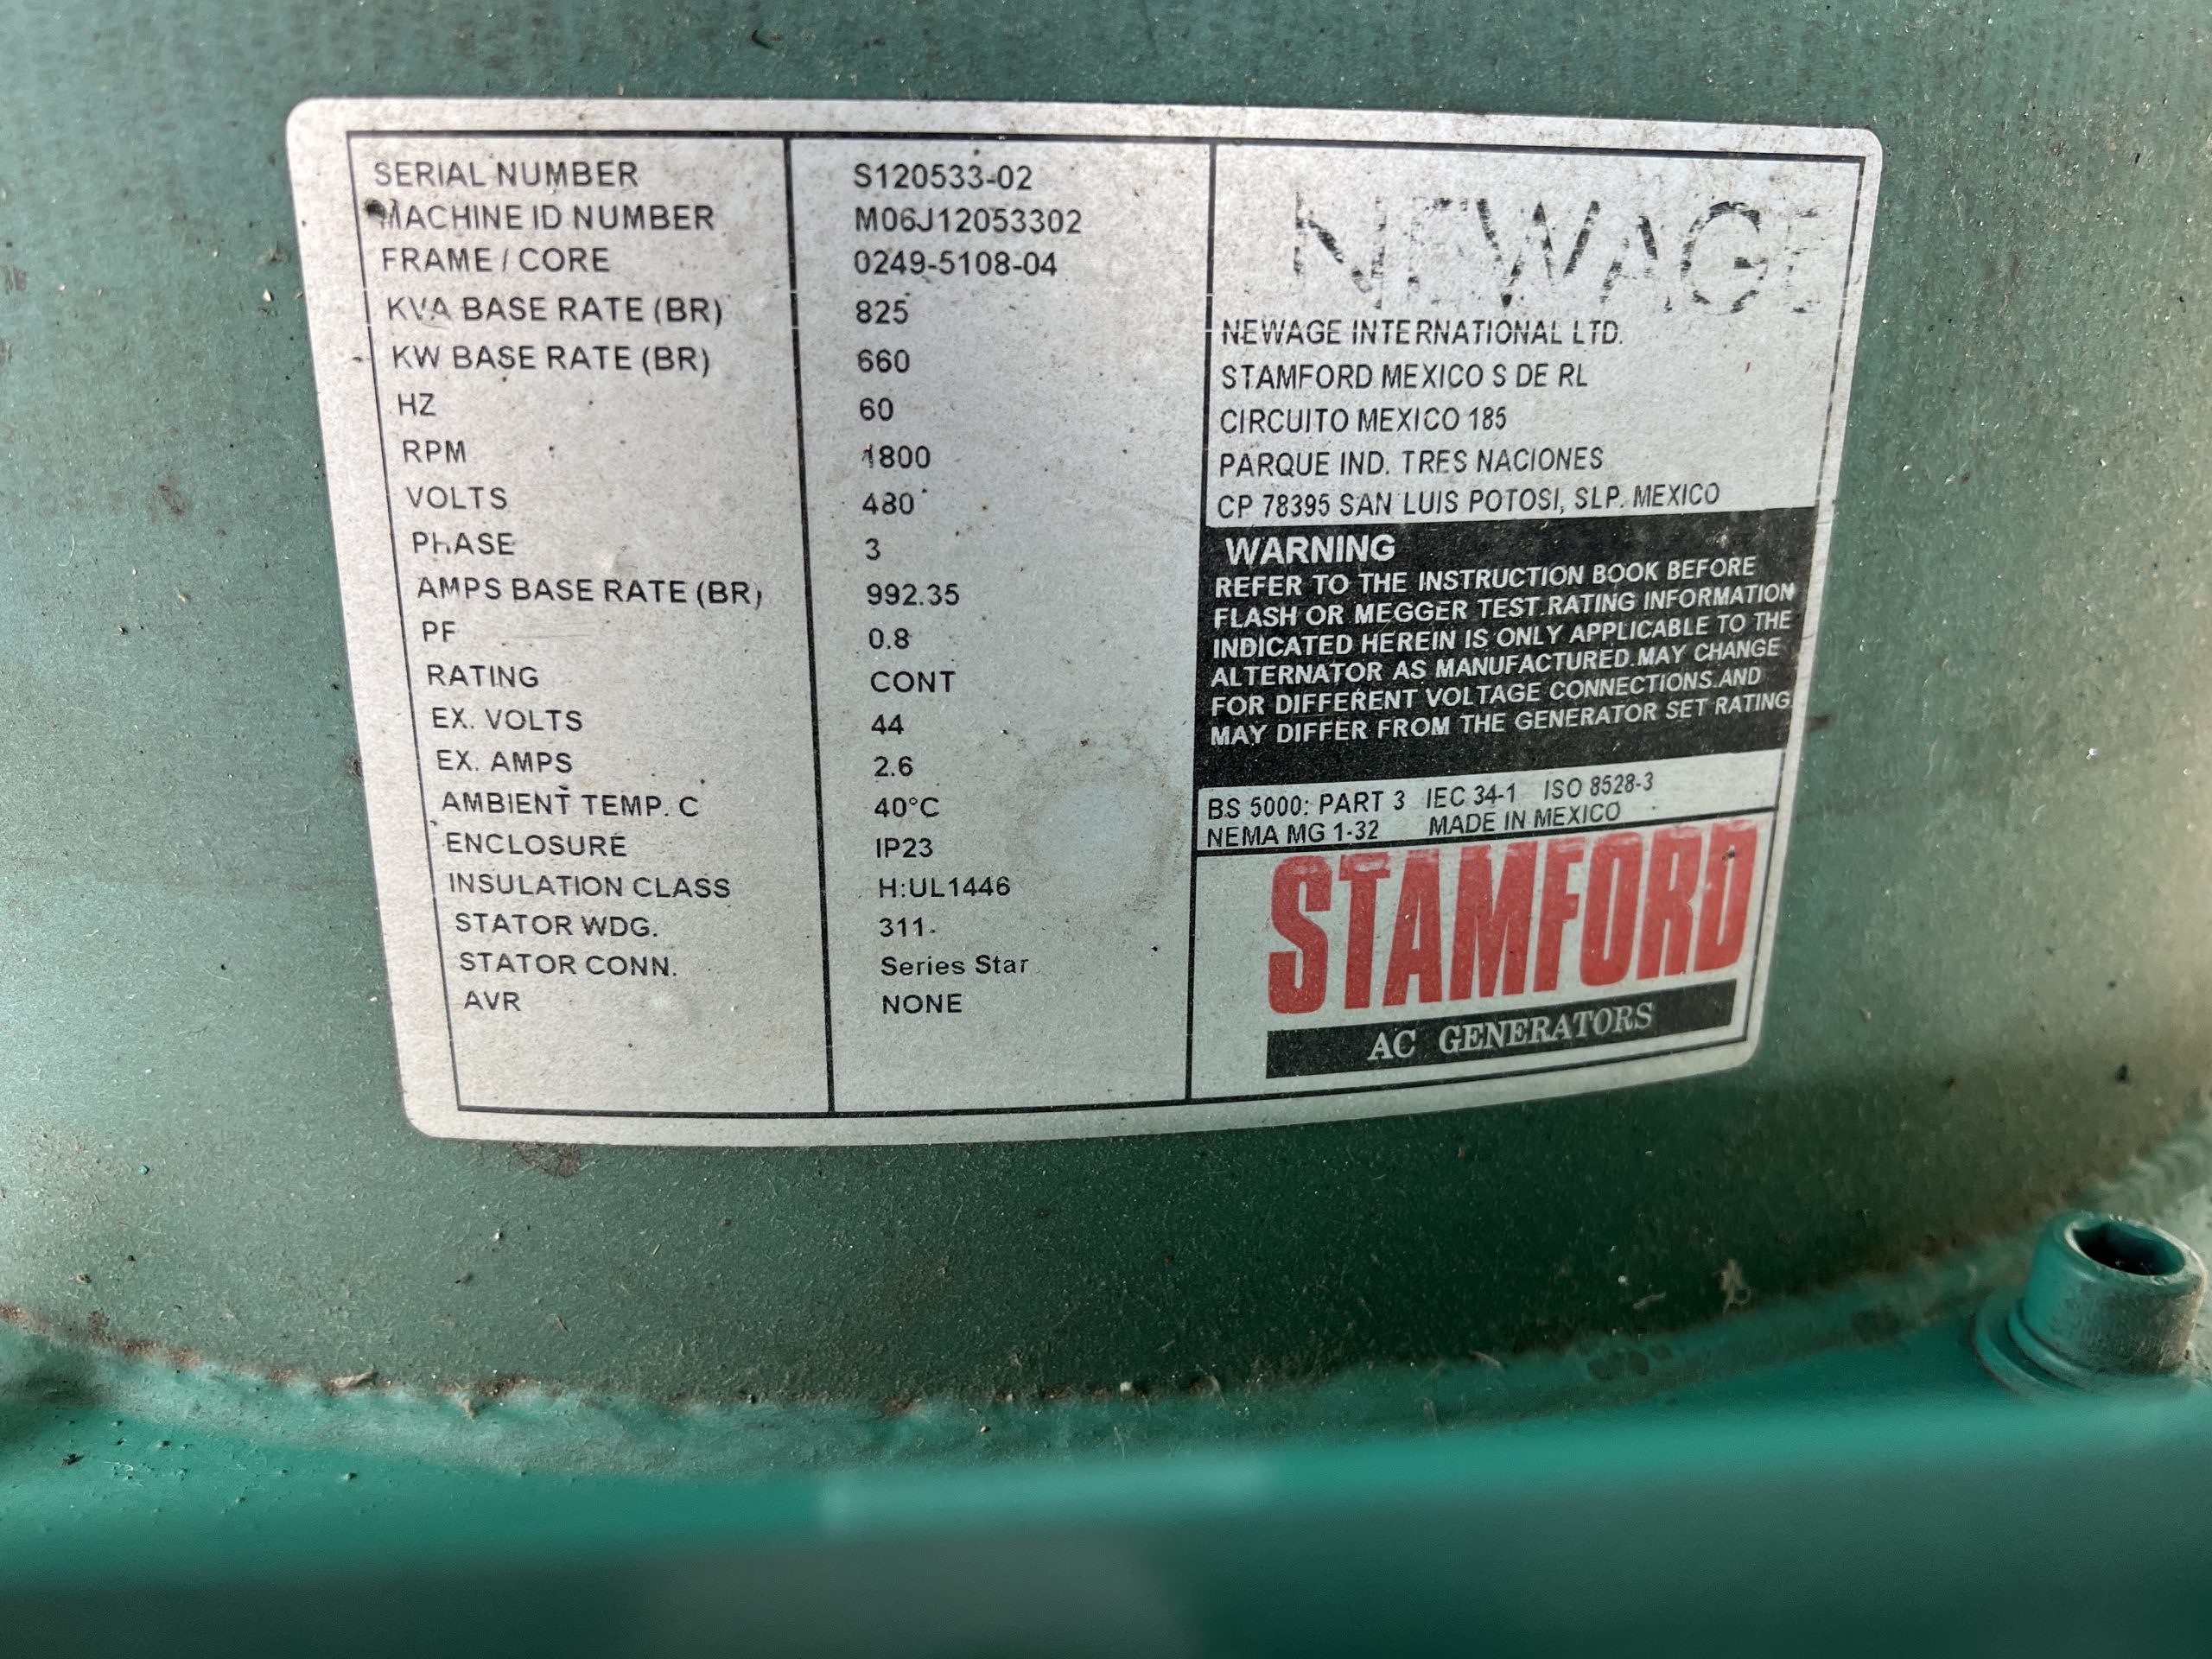 SERIAL NUMBER S120533-02
MACHINE ID NUMBER M06J12053302
FRAME / CORE 0249-5108-04
KVA BASE RATE (BR) 825
KW BASE RATE (BR) 660
HZ 60
RPM 1800
VOLTS 480
PHASE 3
AMPS BASE RATE (BR) 992.35
PF 0.8
RATING CONT
EX. VOLTS 44
EX. AMPS 2.6
AMBIENT TEMP. C 40°C
ENCLOSURE IP23
INSULATION CLASS H:UL1446
STATOR WDG. 311
STATOR CONN. Series Star
AVR NONE
NEWAGE
NEWAGE INTERNATIONAL LTD.
STAMFORD MEXICO S DE RL
CIRCUITO MEXICO 185
PARQUE IND. TRES NACIONES
CP 78395 SAN LUIS POTOSI, SLP. MEXICO
WARNING
REFER TO THE INSTRUCTION BOOK BEFORE
FLASH OR MEGGER TEST.RATING INFORMATION
INDICATED HEREIN IS ONLY APPLICABLE TO THE
ALTERNATOR AS MANUFACTURED.MAY CHANGE
FOR DIFFERENT VOLTAGE CONNECTIONS.AND
MAY DIFFER FROM THE GENERATOR SET RATING
BS 5000: PART 3 IEC 34-1 ISO 8528-3
NEMA MG 1-32 MADE IN MEXICO
STAMFORD
AC GENERATORS